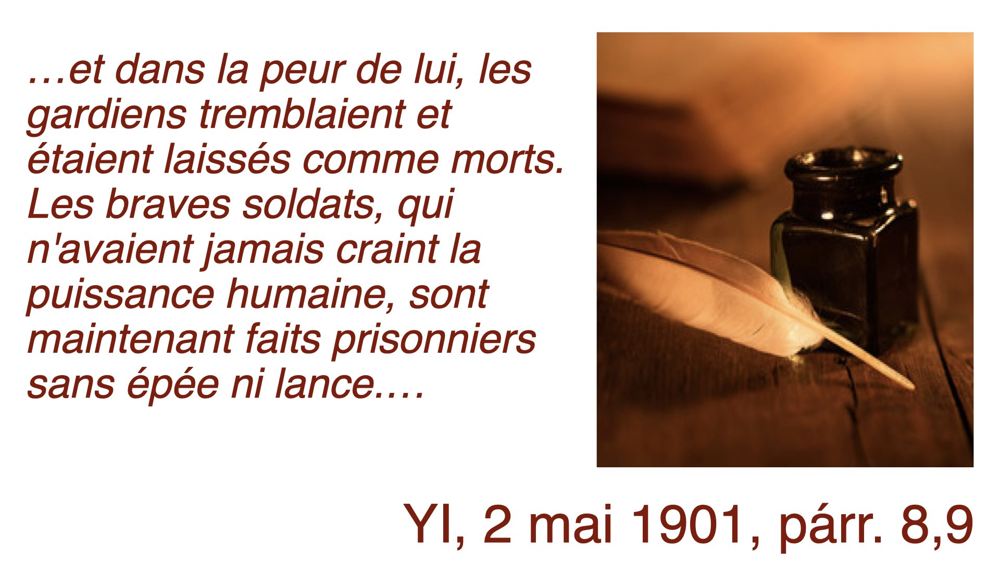 …et dans la peur de lui, les
gardiens tremblaient et
étaient laissés comme morts.
Les braves soldats, qui
n'avaient jamais craint la
puissance humaine, sont
maintenant faits prisonniers
sans épée ni lance.…
YI, 2 mai 1901, párr. 8,9